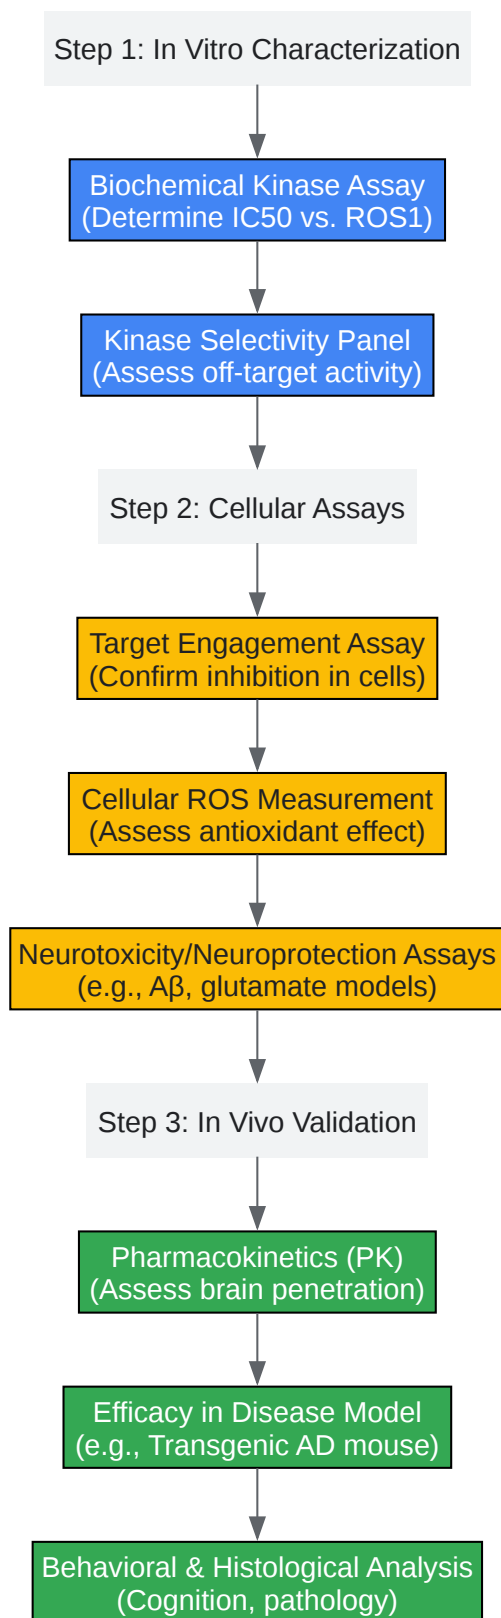 Step 1: In Vitro Characterization
Biochemical Kinase Assay
(Determine IC50 vs. ROS1)
Kinase Selectivity Panel
(Assess off-target activity)
Step 2: Cellular Assays
Target Engagement Assay
(Confirm inhibition in cells)
Cellular ROS Measurement
(Assess antioxidant effect)
Neurotoxicity/Neuroprotection Assays
(e.g., Aβ, glutamate models)
Step 3: In Vivo Validation
Pharmacokinetics (PK)
(Assess brain penetration)
Efficacy in Disease Model
(e.g., Transgenic AD mouse)
Behavioral & Histological Analysis
(Cognition, pathology)